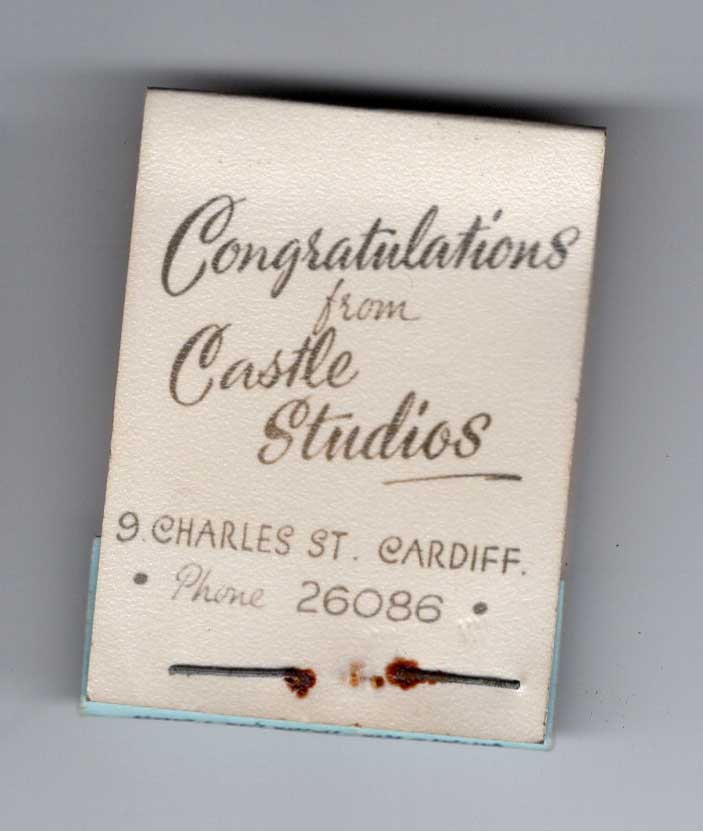 Congratulations
from
Castle
Studios
9. CHARLES ST. CARDIFF.
• Phone 26086 •